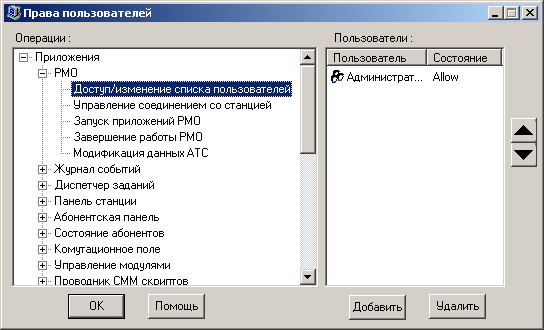 Права пользователей
Операции :
Пользователи :
Приложения
РМО
Доступ/изменение списка пользователей
Управление соединением со станцией
Запуск приложений РМО
Завершение работы РМО
Модификация данных АТС
Журнал событий
Диспетчер заданий
Панель станции
Абонентская панель
Состояние абонентов
Комутационное поле
Управление модулями
Проводник СММ скриптов
Пользователь Состояние
Администрат... Allow
OK
Помощь
Добавить
Удалить